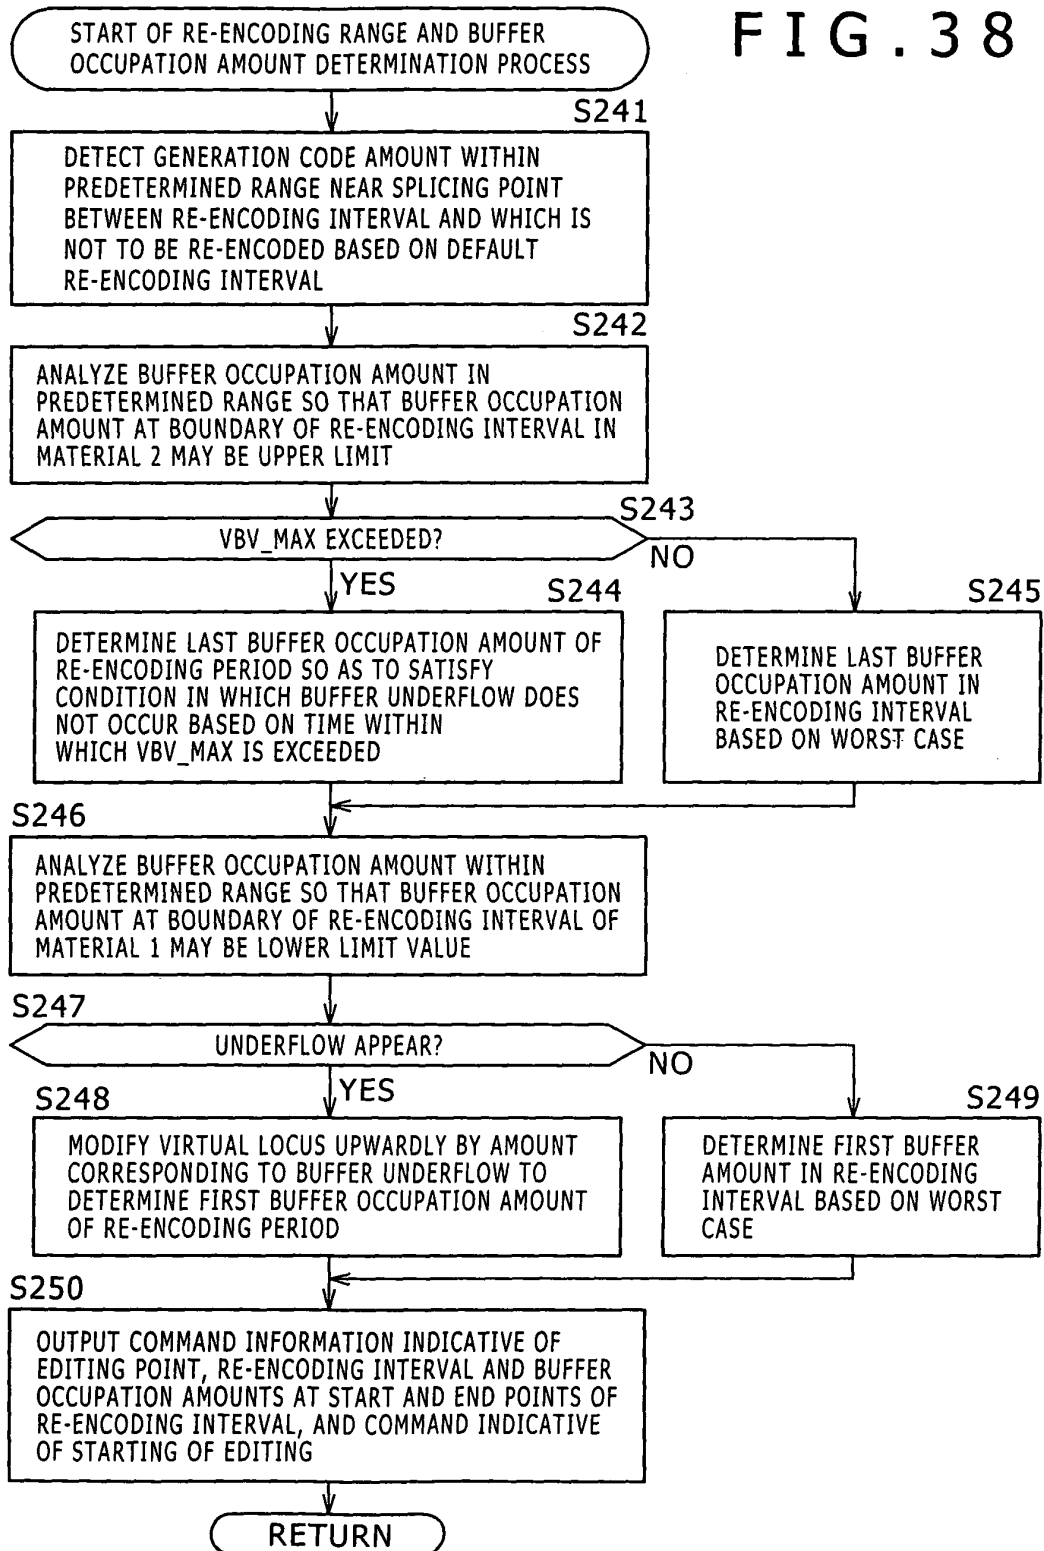 FIG.38
START OF RE-ENCODING RANGE AND BUFFER
OCCUPATION AMOUNT DETERMINATION PROCESS
S241
DETECT GENERATION CODE AMOUNT WITHIN
PREDETERMINED RANGE NEAR SPLICING POINT
BETWEEN RE-ENCODING INTERVAL AND WHICH IS
NOT TO BE RE-ENCODED BASED ON DEFAULT
RE-ENCODING INTERVAL
S242
ANALYZE BUFFER OCCUPATION AMOUNT IN
PREDETERMINED RANGE SO THAT BUFFER OCCUPATION
AMOUNT AT BOUNDARY OF RE-ENCODING INTERVAL IN
MATERIAL 2 MAY BE UPPER LIMIT
S243
VBV_MAX EXCEEDED?
NO
YES
S244
DETERMINE LAST BUFFER OCCUPATION AMOUNT OF
RE-ENCODING PERIOD SO AS TO SATISFY
CONDITION IN WHICH BUFFER UNDERFLOW DOES
NOT OCCUR BASED ON TIME WITHIN
WHICH VBV_MAX IS EXCEEDED
S245
DETERMINE LAST BUFFER
OCCUPATION AMOUNT IN
RE-ENCODING INTERVAL
BASED ON WORST CASE
S246
ANALYZE BUFFER OCCUPATION AMOUNT WITHIN
PREDETERMINED RANGE SO THAT BUFFER OCCUPATION
AMOUNT AT BOUNDARY OF RE-ENCODING INTERVAL OF
MATERIAL 1 MAY BE LOWER LIMIT VALUE
S247
UNDERFLOW APPEAR?
NO
YES
S248
MODIFY VIRTUAL LOCUS UPWARDLY BY AMOUNT
CORRESPONDING TO BUFFER UNDERFLOW TO
DETERMINE FIRST BUFFER OCCUPATION AMOUNT
OF RE-ENCODING PERIOD
S249
DETERMINE FIRST BUFFER
AMOUNT IN RE-ENCODING
INTERVAL BASED ON WORST
CASE
S250
OUTPUT COMMAND INFORMATION INDICATIVE OF
EDITING POINT, RE-ENCODING INTERVAL AND BUFFER
OCCUPATION AMOUNTS AT START AND END POINTS OF
RE-ENCODING INTERVAL, AND COMMAND INDICATIVE
OF STARTING OF EDITING
RETURN